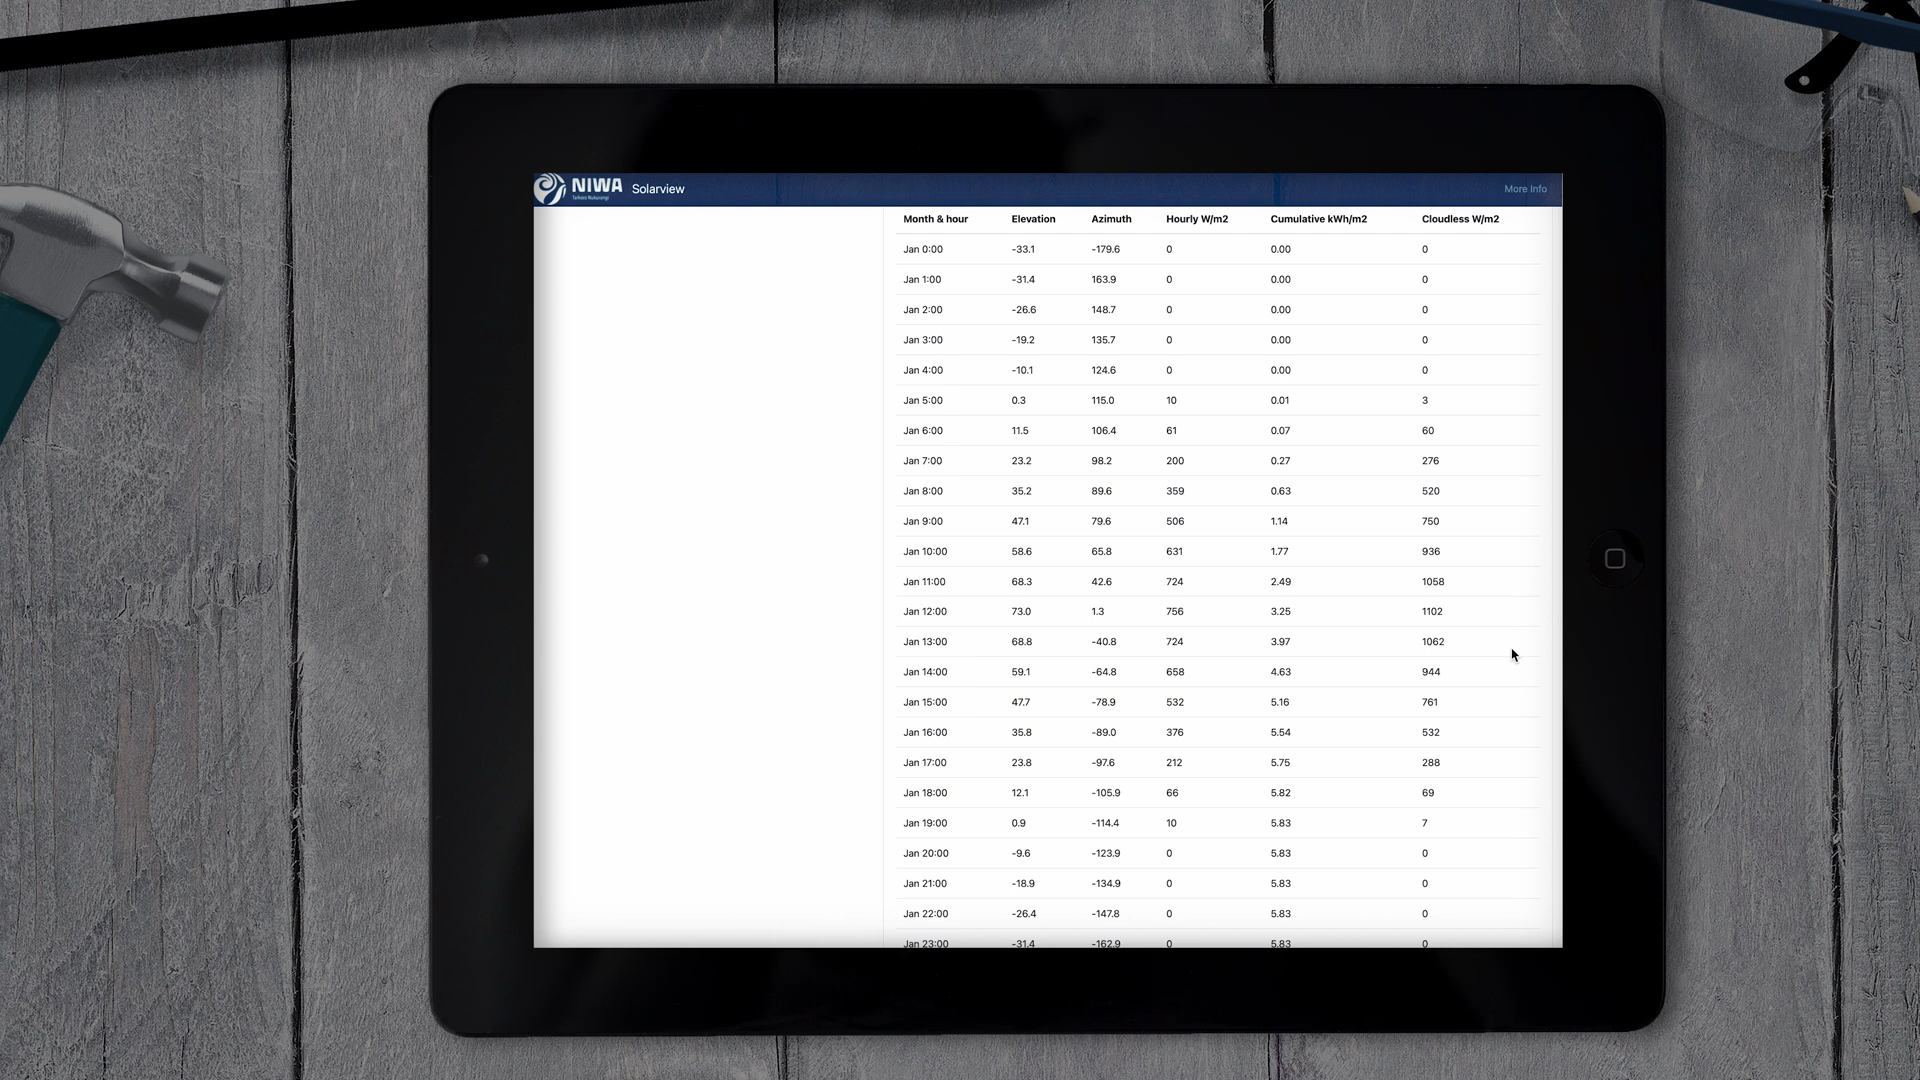 NIWA Solarview More Info
Taihoro Nukurangi
Month & hour Elevation Azimuth Hourly W/m2 Cumulative kWh/m2 Cloudless W/m2
Jan 0:00 -33.1 -179.6 0 0.00 0
Jan 1:00 -31.4 163.9 0 0.00 0
Jan 2:00 -26.6 148.7 0 0.00 0
Jan 3:00 -19.2 135.7 0 0.00 0
Jan 4:00 -10.1 124.6 0 0.00 0
Jan 5:00 0.3 115.0 10 0.01 3
Jan 6:00 11.5 106.4 61 0.07 60
Jan 7:00 23.2 98.2 200 0.27 276
Jan 8:00 35.2 89.6 359 0.63 520
Jan 9:00 47.1 79.6 506 1.14 750
Jan 10:00 58.6 65.8 631 1.77 936
Jan 11:00 68.3 42.6 724 2.49 1058
Jan 12:00 73.0 1.3 756 3.25 1102
Jan 13:00 68.8 -40.8 724 3.97 1062
Jan 14:00 59.1 -64.8 658 4.63 944
Jan 15:00 47.7 -78.9 532 5.16 761
Jan 16:00 35.8 -89.0 376 5.54 532
Jan 17:00 23.8 -97.6 212 5.75 288
Jan 18:00 12.1 -105.9 66 5.82 69
Jan 19:00 0.9 -114.4 10 5.83 7
Jan 20:00 -9.6 -123.9 0 5.83 0
Jan 21:00 -18.9 -134.9 0 5.83 0
Jan 22:00 -26.4 -147.8 0 5.83 0
Jan 23:00 -31.4 -162.9 0 5.83 0